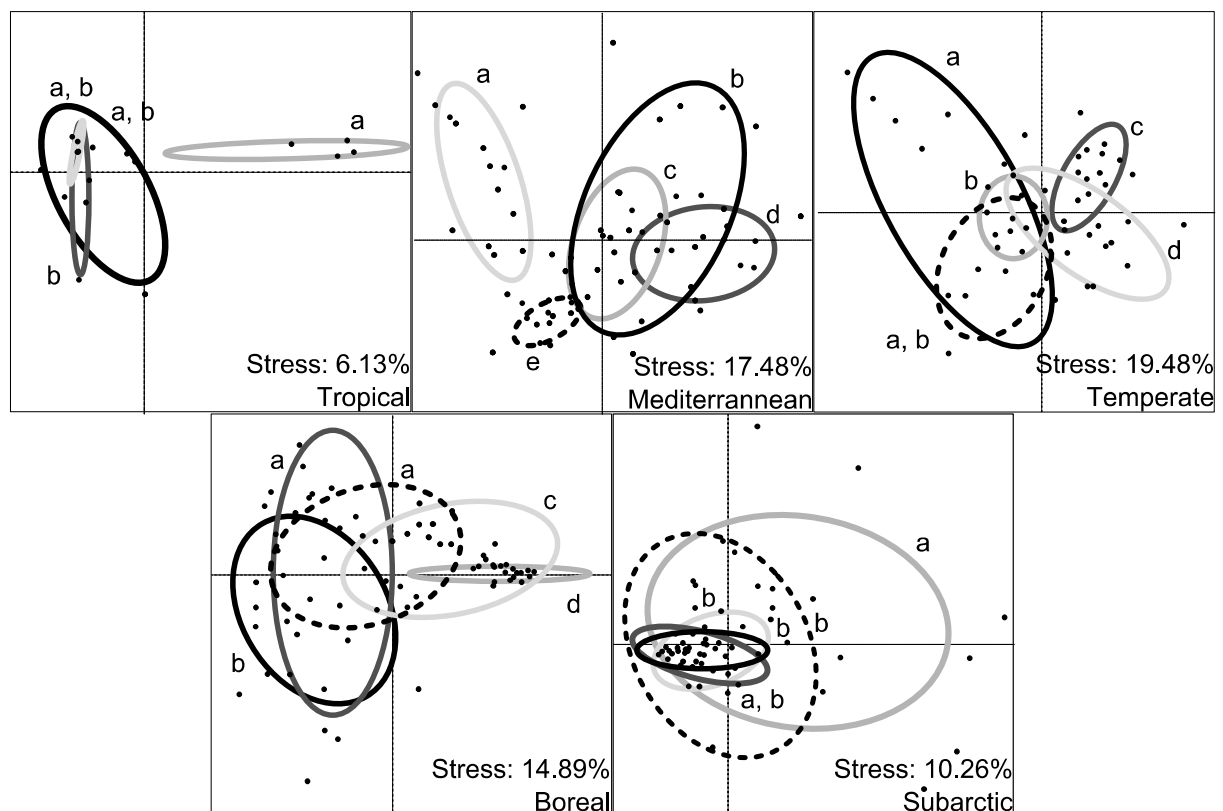 a, b
a, b
a
b
Stress: 6.13%
Tropical
a
b
c
d
e
Stress: 17.48%
Mediterrannean
a
c
b
d
a, b
Stress: 19.48%
Temperate
a
a
c
d
b
Stress: 14.89%
Boreal
a
b
b
b
a, b
Stress: 10.26%
Subarctic